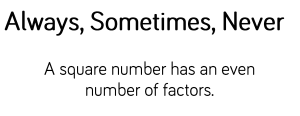 Always, Sometimes, Never
A square number has an even
number of factors.